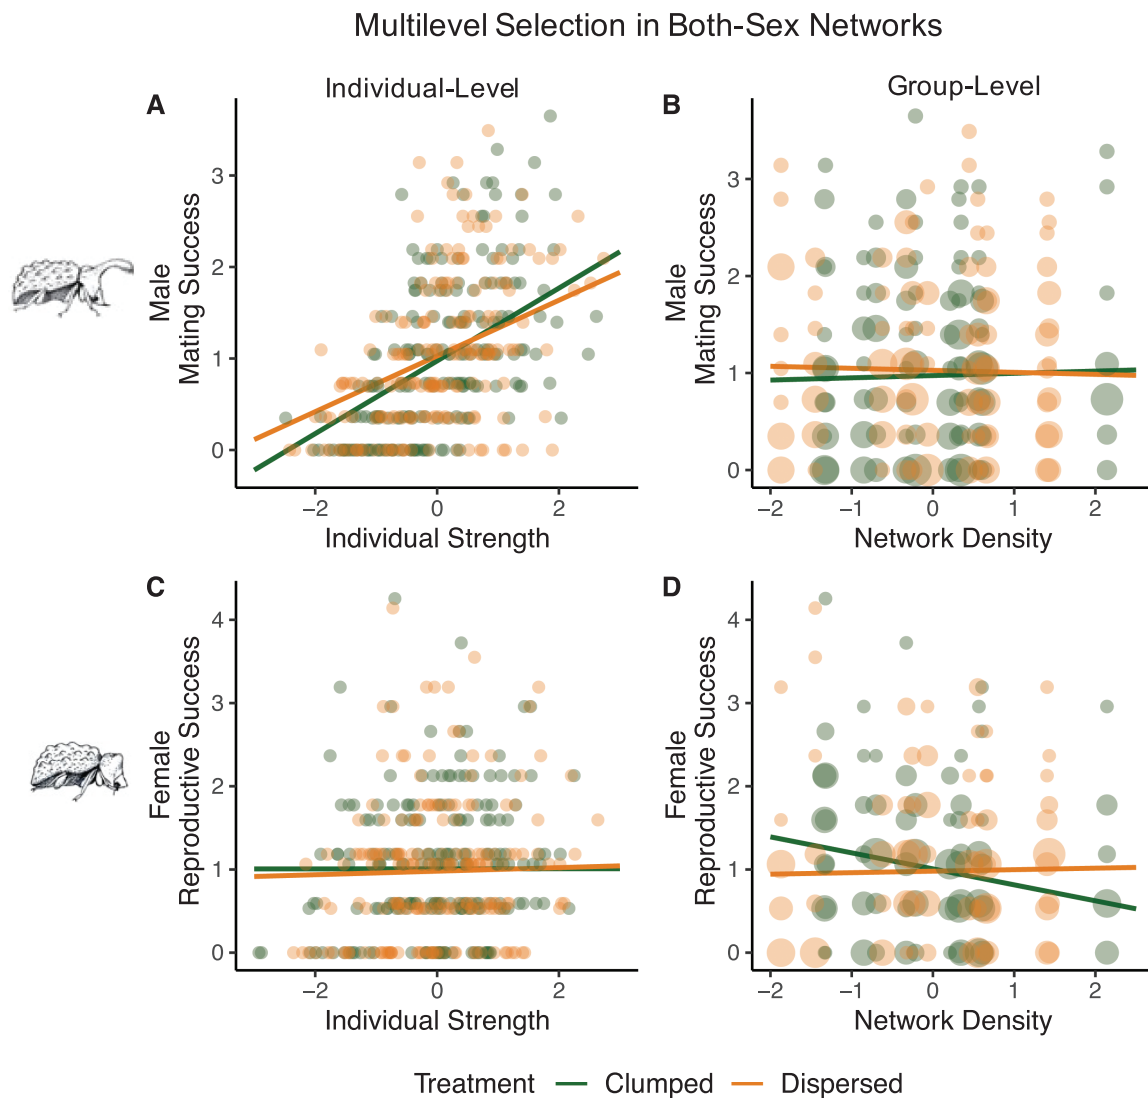 Multilevel Selection in Both-Sex Networks
Individual-Level
Group-Level
A
B
Male
Mating Success
3
2
1
0
−2
0
2
Individual Strength
Male
Mating Success
3
2
1
0
−2
−1
0
1
2
Network Density
C
D
Female
Reproductive Success
4
3
2
1
0
−2
0
2
Individual Strength
Female
Reproductive Success
4
3
2
1
0
−2
−1
0
1
2
Network Density
Treatment
Clumped
Dispersed